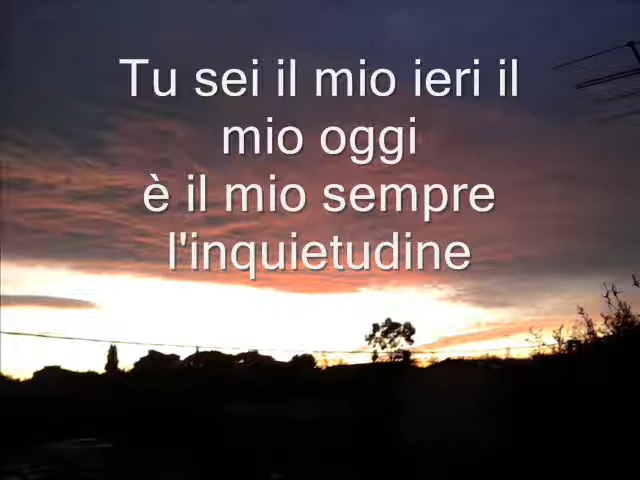 Tu sei il mio ieri il
mio oggi
è il mio sempre
l'inquietudine